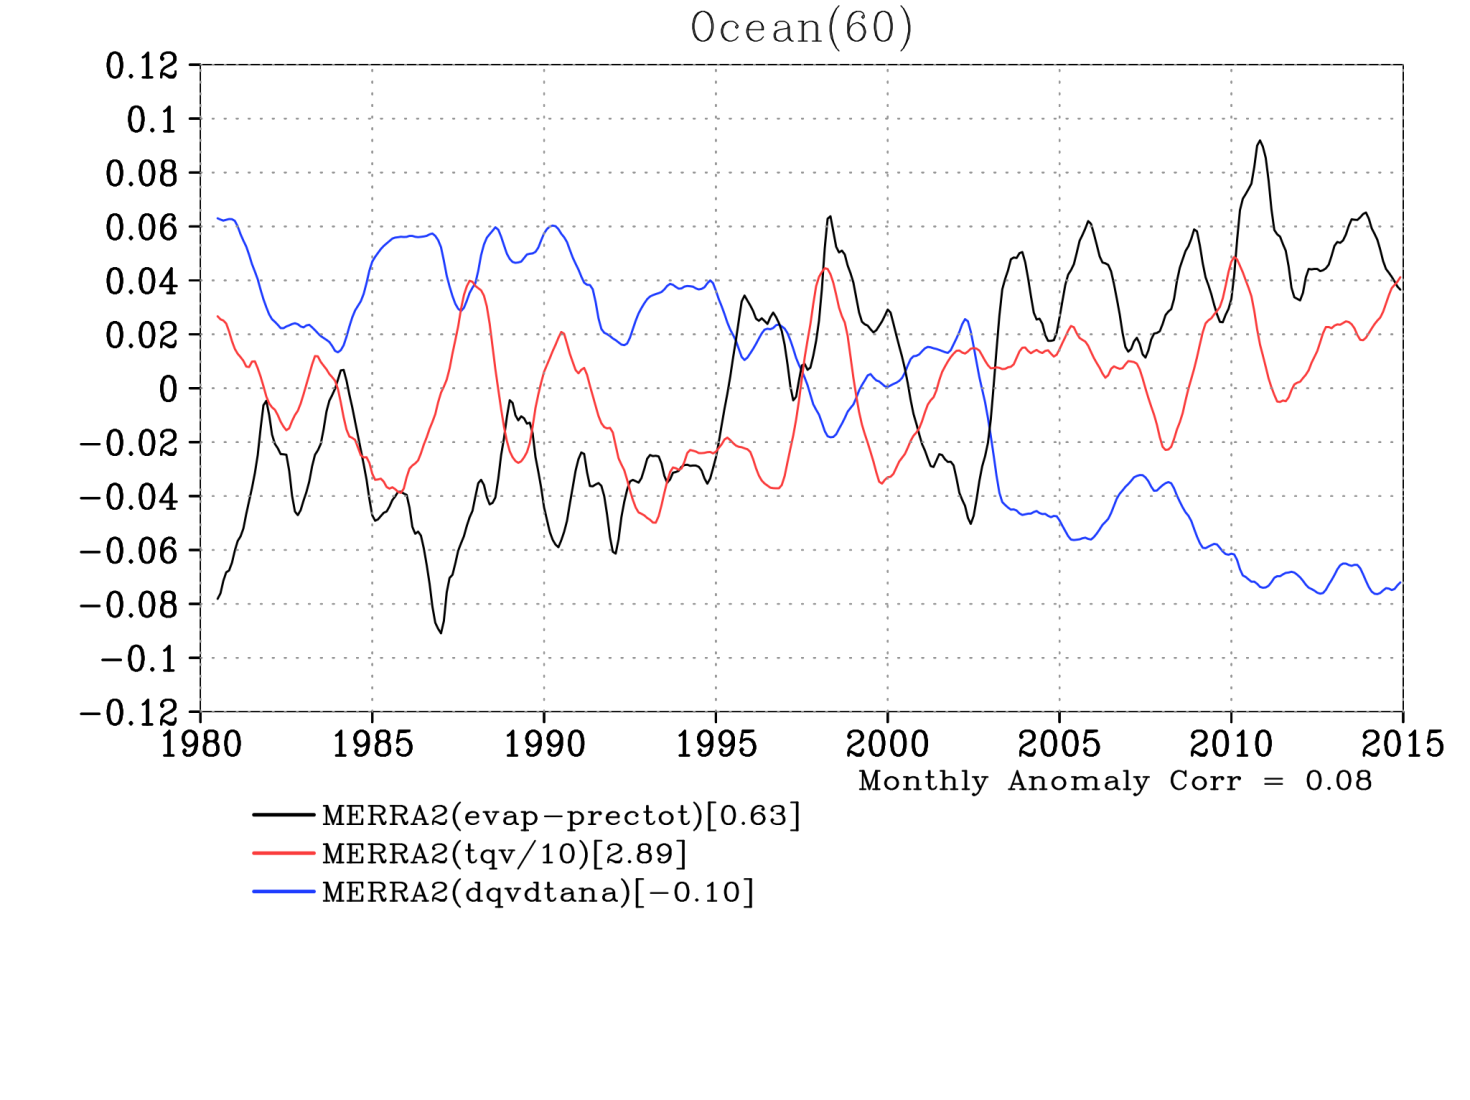 Ocean(60)
0.12
0.1
0.08
0.06
0.04
0.02
0
−0.02
−0.04
−0.06
−0.08
−0.1
−0.12
1980 1985 1990 1995 2000 2005 2010 2015
Monthly Anomaly Corr = 0.08
MERRA2(evap−prectot)[0.63]
MERRA2(tqv/10)[2.89]
MERRA2(dqvdtana)[−0.10]